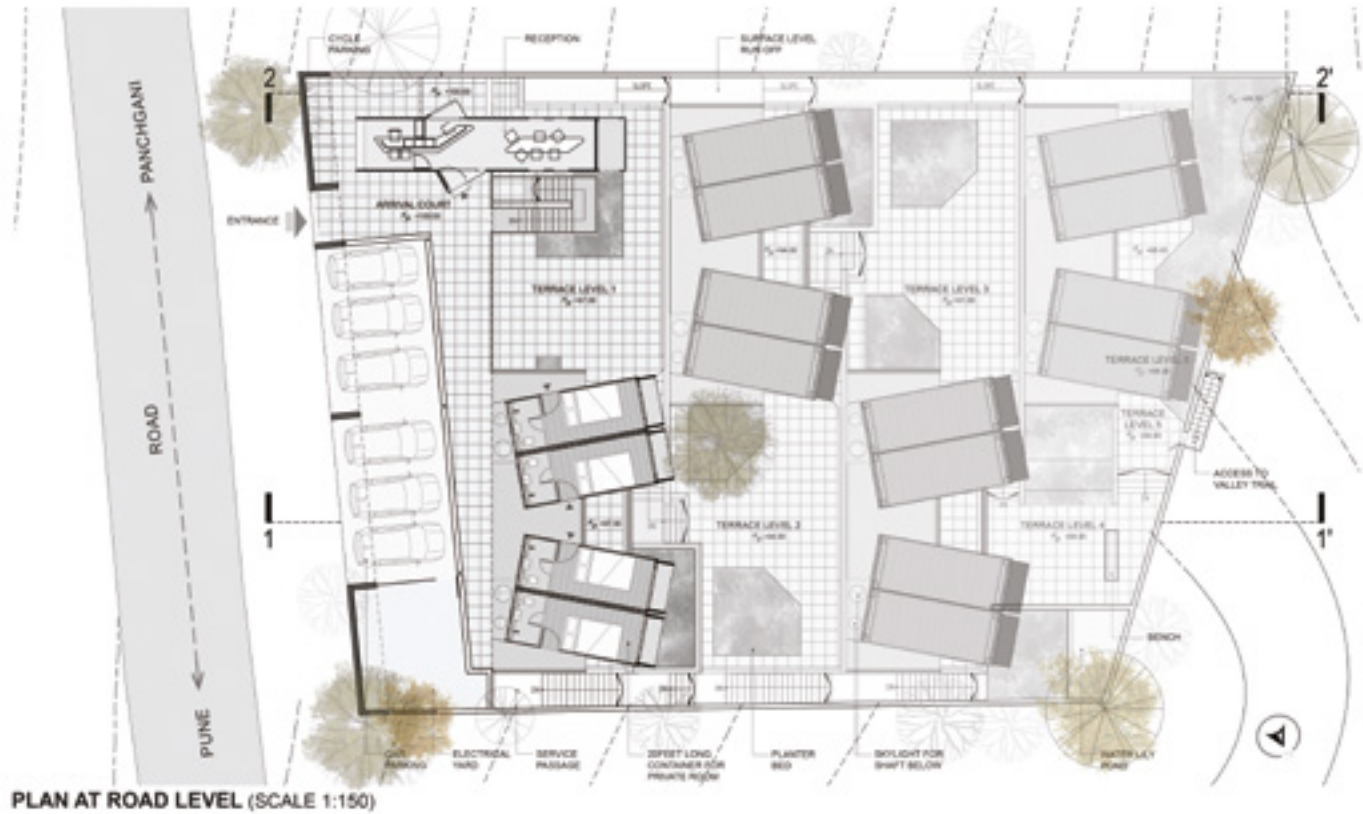 CYCLE
PARKING
RECEPTION
SURFACE LEVEL
RUN OFF
2
2'
SLOPE
SLOPE
SLOPE
PANCHGANI
ROAD
PUNE
ENTRANCE
ARRIVAL COURT
TERRACE LEVEL 1
TERRACE LEVEL 3
TERRACE LEVEL
TERRACE
LEVEL 5
ACCESS TO
VALLEY TRAIL
1
1'
TERRACE LEVEL 2
TERRACE LEVEL 4
BENCH
CAR
PARKING
ELECTRICAL
YARD
SERVICE
PASSAGE
20FEET LONG
CONTAINER FOR
PRIVATE ROOM
PLANTER
BED
SKYLIGHT FOR
SHAFT BELOW
WATER LILY
POND
PLAN AT ROAD LEVEL (SCALE 1:150)